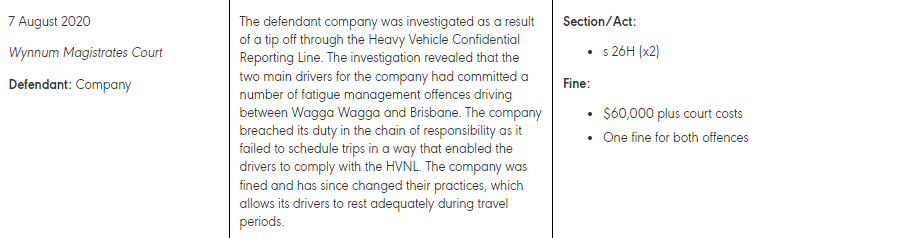 7 August 2020
Wynnum Magistrates Court
Defendant: Company
The defendant company was investigated as a result
of a tip off through the Heavy Vehicle Confidential
Reporting Line. The investigation revealed that the
two main drivers for the company had committed a
number of fatigue management offences driving
between Wagga Wagga and Brisbane. The company
breached its duty in the chain of responsibility as it
failed to schedule trips in a way that enabled the
drivers to comply with the HVNL. The company was
fined and has since changed their practices, which
allows its drivers to rest adequately during travel
periods.
Section/Act:
• s 26H (x2)
Fine:
• $60,000 plus court costs
• One fine for both offences